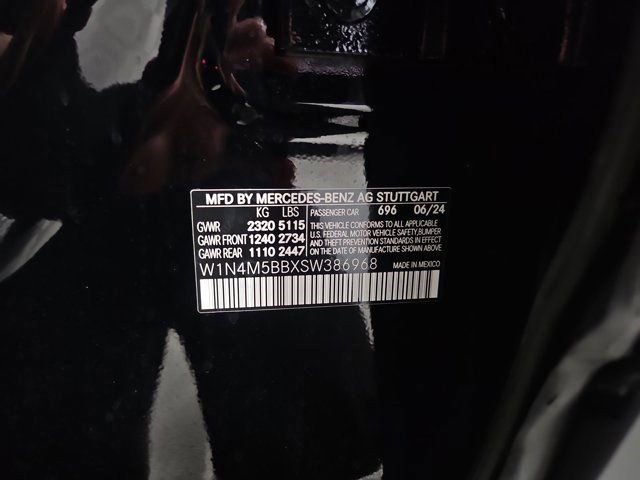 MFD BY MERCEDES-BENZ AG STUTTGART
KG LBS PASSENGER CAR 696 06/24
GVWR 2320 5115
GAWR FRONT 1240 2734
GAWR REAR 1110 2447
THIS VEHICLE CONFORMS TO ALL APPLICABLE
U.S. FEDERAL MOTOR VEHICLE SAFETY, BUMPER
AND THEFT PREVENTION STANDARDS IN EFFECT
ON THE DATE OF MANUFACTURE SHOWN ABOVE.
W1N4M5BBXSW386968 MADE IN MEXICO